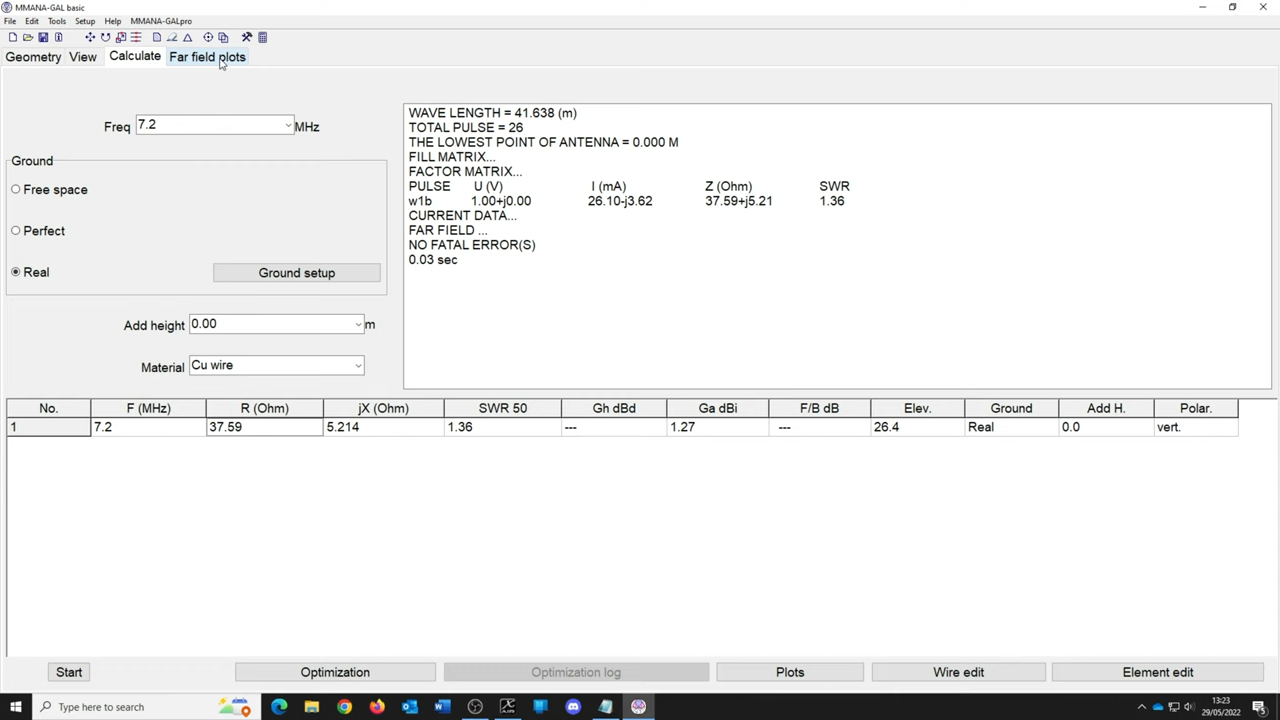 MMANA-GAL basic
File Edit Tools Setup Help MMANA-GALpro
Geometry View Calculate Far field plots
Freq 7.2 MHz
Ground
Free space
Perfect
Real Ground setup
Add height 0.00 m
Material Cu wire
WAVE LENGTH = 41.638 (m)
TOTAL PULSE = 26
THE LOWEST POINT OF ANTENNA = 0.000 M
FILL MATRIX...
FACTOR MATRIX...
PULSE U (V) I (mA) Z (Ohm) SWR
w1b 1.00+j0.00 26.10-j3.62 37.59+j5.21 1.36
CURRENT DATA...
FAR FIELD ...
NO FATAL ERROR(S)
0.03 sec
No. F (MHz) R (Ohm) jX (Ohm) SWR 50 Gh dBd Ga dBi F/B dB Elev. Ground Add H. Polar.
1 7.2 37.59 5.214 1.36 --- 1.27 --- 26.4 Real 0.0 vert.
Start Optimization Optimization log Plots Wire edit Element edit
Type here to search
13:23
29/05/2022
5